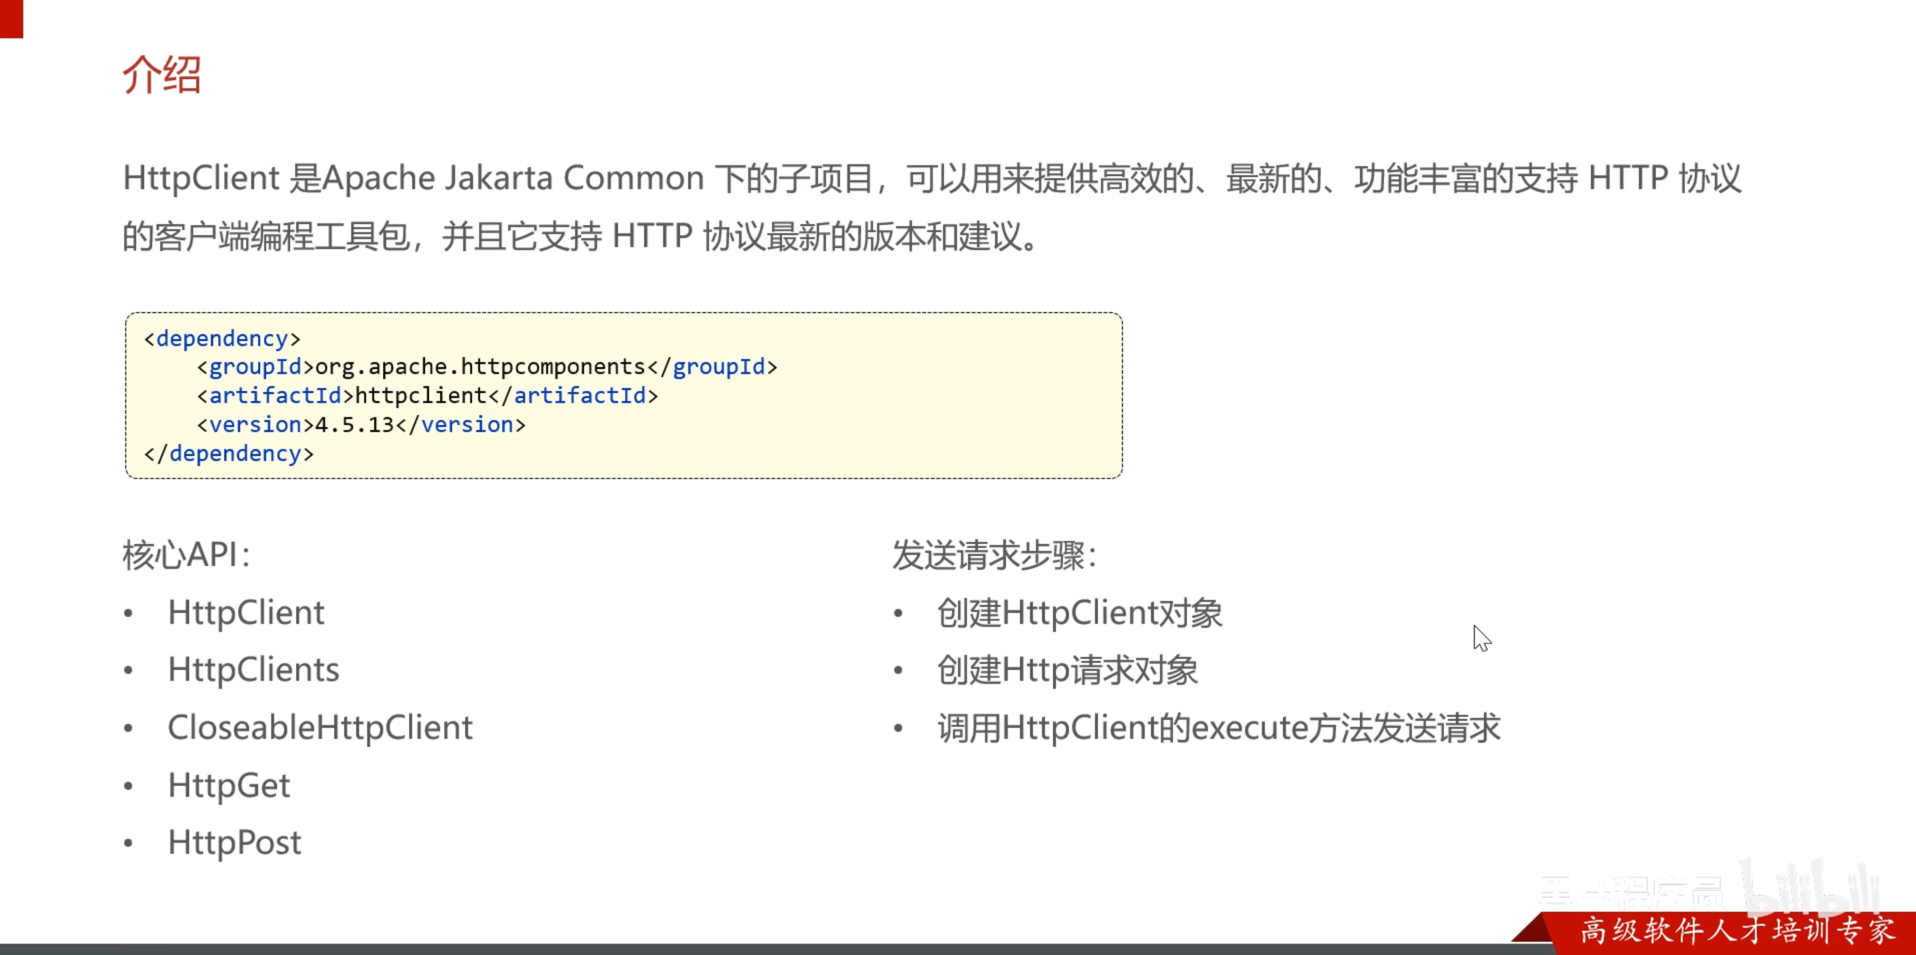 介绍
HttpClient 是Apache Jakarta Common 下的子项目，可以用来提供高效的、最新的、功能丰富的支持 HTTP 协议
的客户端编程工具包，并且它支持 HTTP 协议最新的版本和建议。
<dependency>
    <groupId>org.apache.httpcomponents</groupId>
    <artifactId>httpclient</artifactId>
    <version>4.5.13</version>
</dependency>
核心API：
• HttpClient
• HttpClients
• CloseableHttpClient
• HttpGet
• HttpPost
发送请求步骤：
• 创建HttpClient对象
• 创建Http请求对象
• 调用HttpClient的execute方法发送请求
bilibili
高级软件人才培训专家